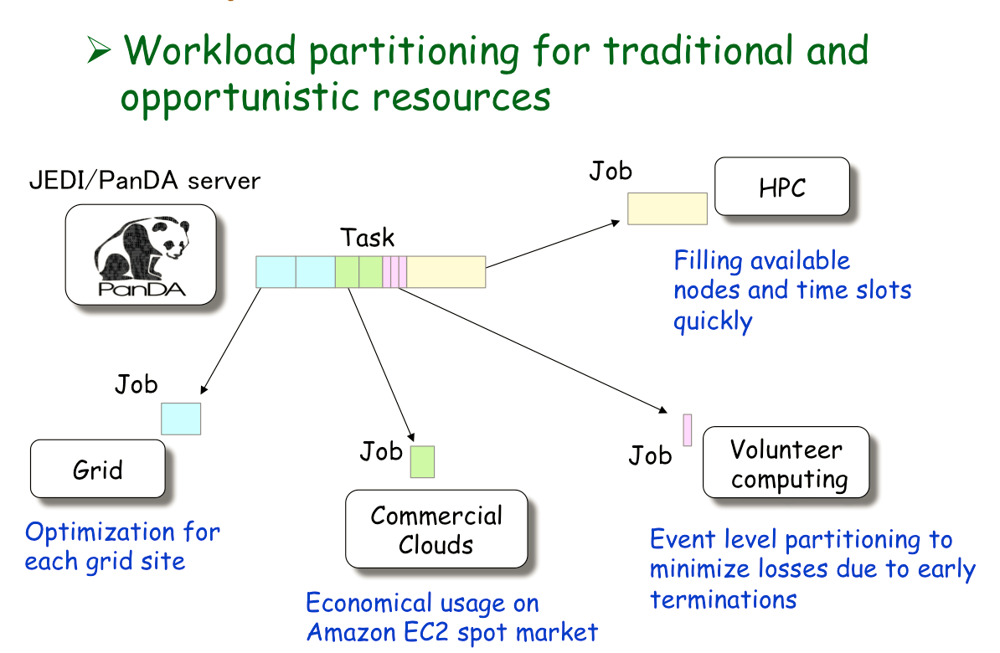 ➢ Workload partitioning for traditional and
opportunistic resources
JEDI/PanDA server
PanDA
Task
Job
HPC
Filling available
nodes and time slots
quickly
Job
Grid
Optimization for
each grid site
Job
Commercial
Clouds
Economical usage on
Amazon EC2 spot market
Job
Volunteer
computing
Event level partitioning to
minimize losses due to early
terminations